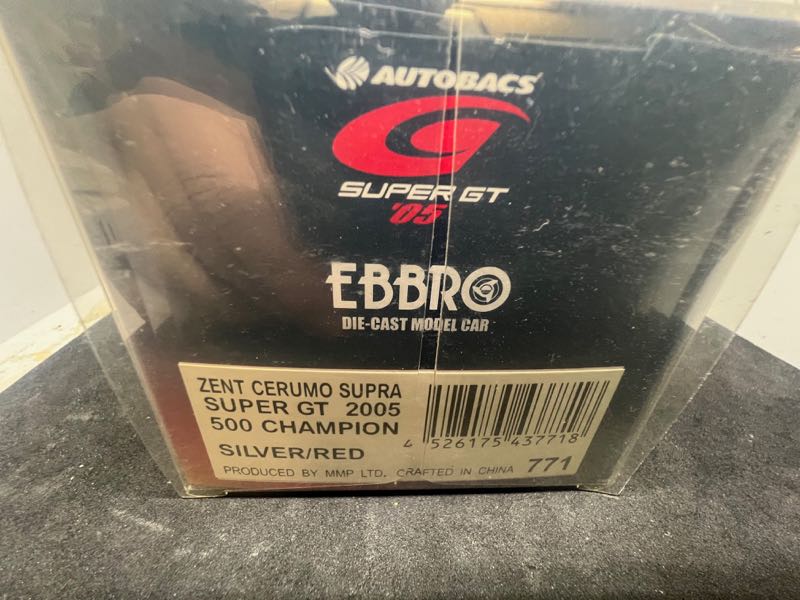 AUTOBACS
SUPER GT
'05
EBBRO
DIE-CAST MODEL CAR
ZENT CERUMO SUPRA
SUPER GT 2005
500 CHAMPION
SILVER/RED
4 526175 437718
PRODUCED BY MMP LTD. CRAFTED IN CHINA 771